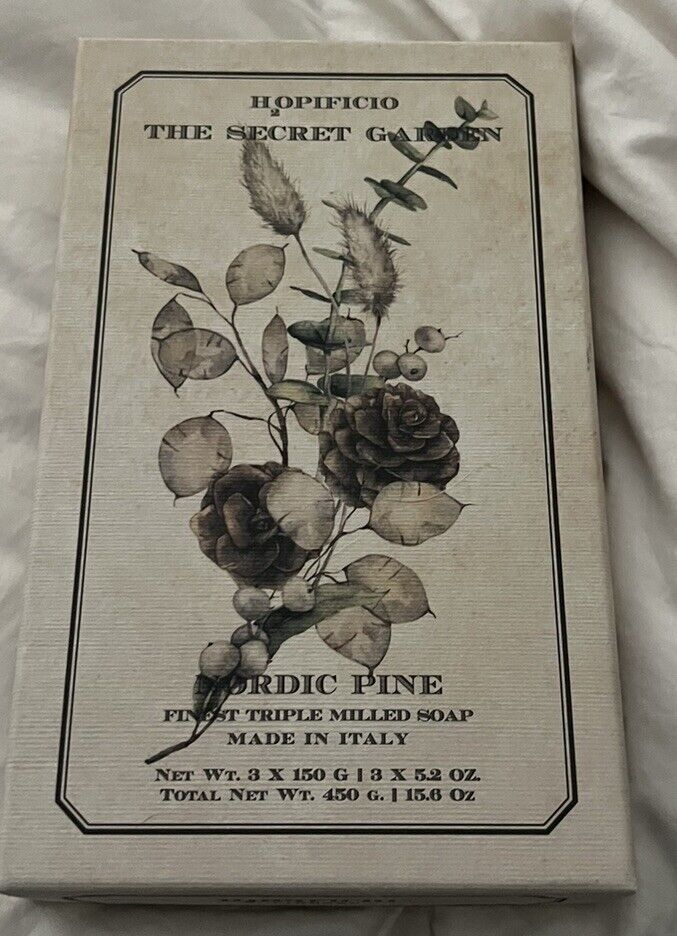 H2OPIFICIO
THE SECRET GARDEN
NORDIC PINE
FINEST TRIPLE MILLED SOAP
MADE IN ITALY
NET WT. 3 X 150 G | 3 X 5.2 OZ.
TOTAL NET WT. 450 G. | 15.6 OZ